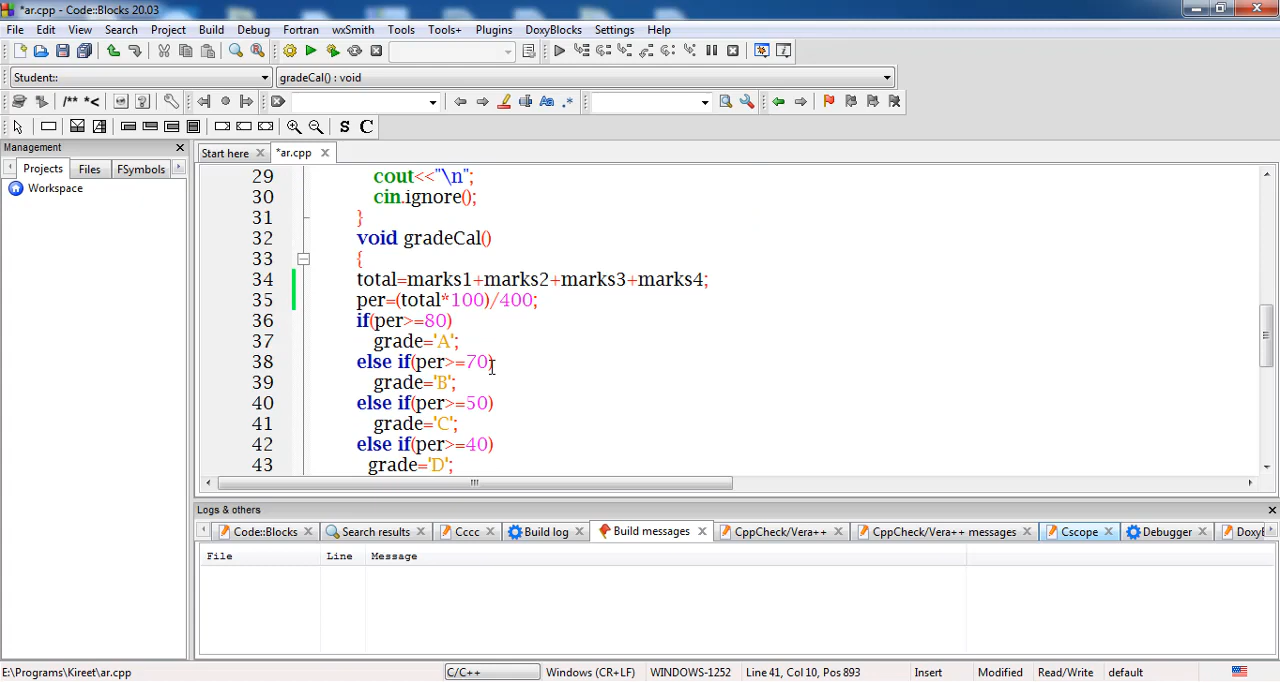 *ar.cpp - Code::Blocks 20.03
File Edit View Search Project Build Debug Fortran wxSmith Tools Tools+ Plugins DoxyBlocks Settings Help
Student:: gradeCal() : void
/** *< Aa .*
S C
Management
Start here *ar.cpp
Projects Files FSymbols
Workspace
29 cout<<"\n";
30 cin.ignore();
31 }
32 void gradeCal()
33 {
34 total=marks1+marks2+marks3+marks4;
35 per=(total*100)/400;
36 if(per>=80)
37 grade='A';
38 else if(per>=70)
39 grade='B';
40 else if(per>=50)
41 grade='C';
42 else if(per>=40)
43 grade='D';
Logs & others
Code::Blocks Search results Cccc Build log Build messages CppCheck/Vera++ CppCheck/Vera++ messages Cscope Debugger DoxyB
File Line Message
E:\Programs\Kireet\ar.cpp C/C++ Windows (CR+LF) WINDOWS-1252 Line 41, Col 10, Pos 893 Insert Modified Read/Write default